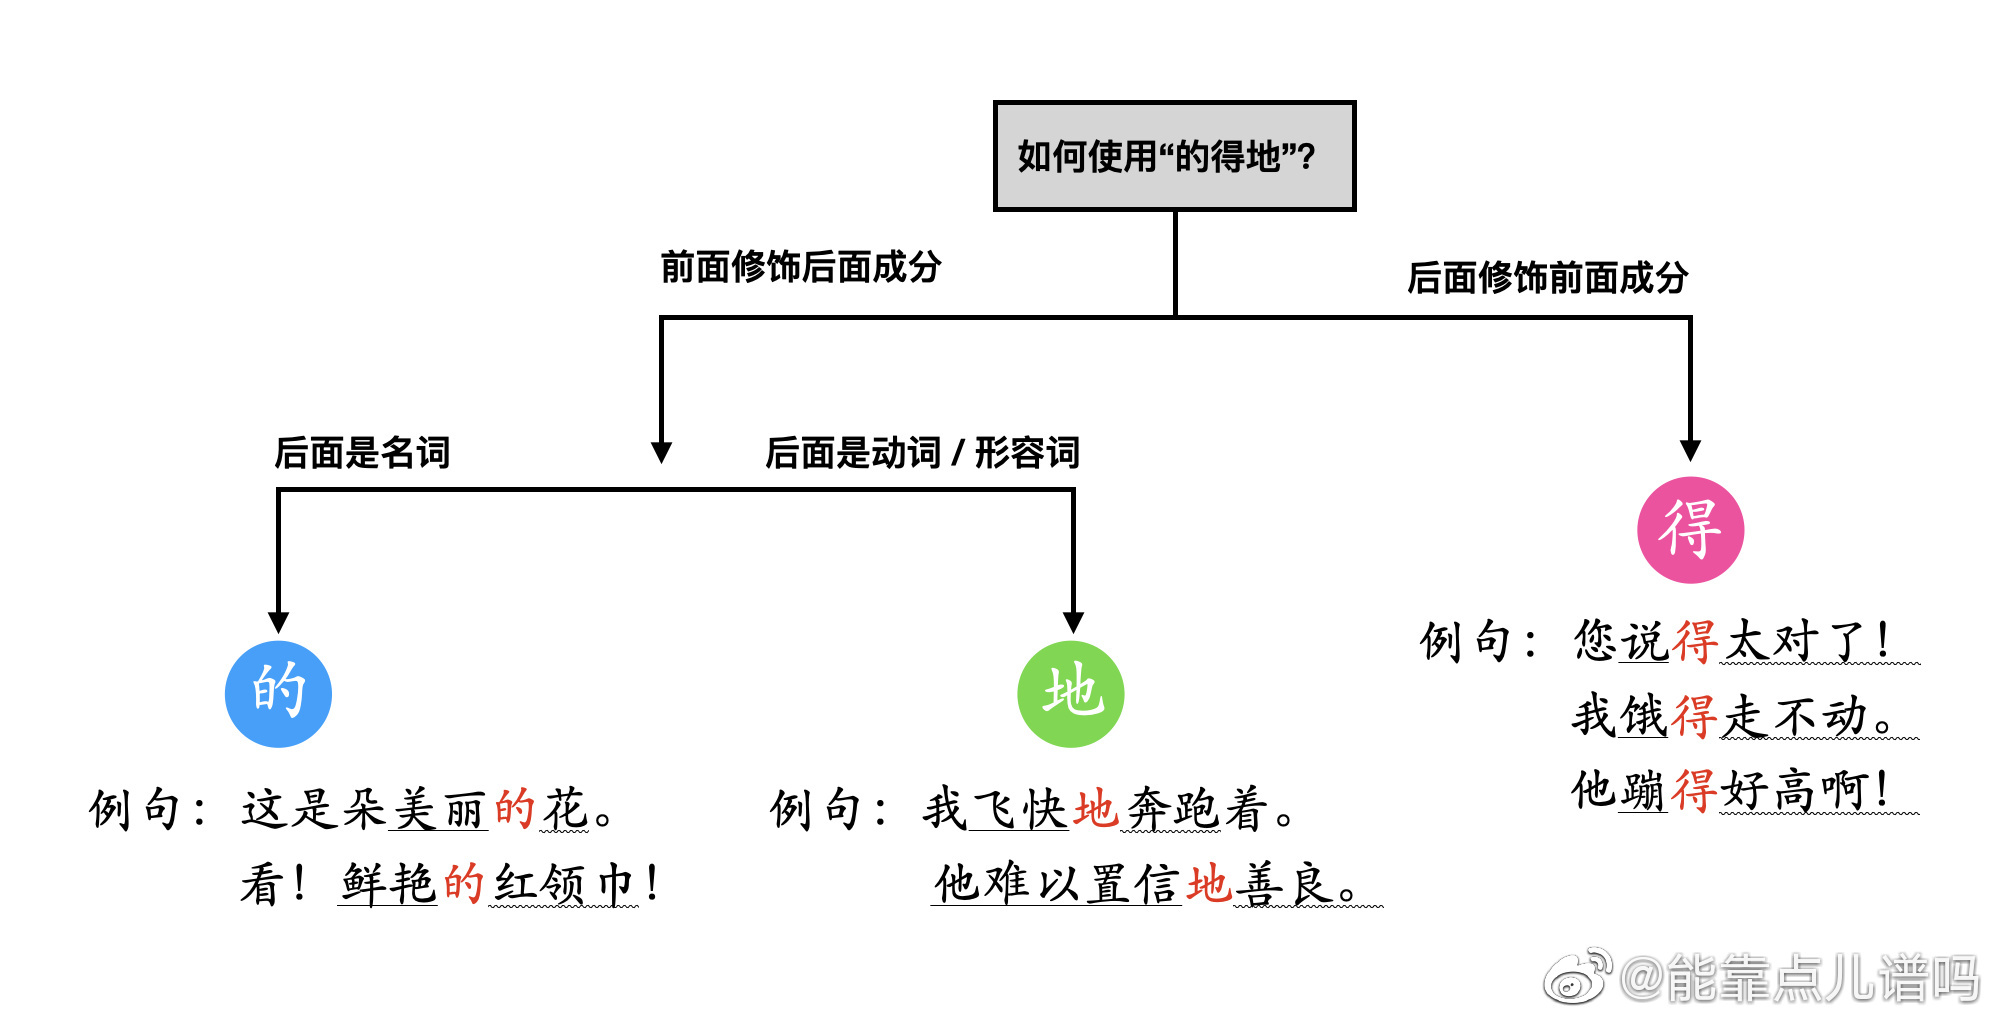 如何使用“的得地”?
前面修饰后面成分
后面修饰前面成分
后面是名词
后面是动词 / 形容词
的
例句：这是朵美丽的花。
看！鲜艳的红领巾！
地
例句：我飞快地奔跑着。
他难以置信地善良。
得
例句：您说得太对了！
我饿得走不动。
他蹦得好高啊！
@能靠点儿谱吗